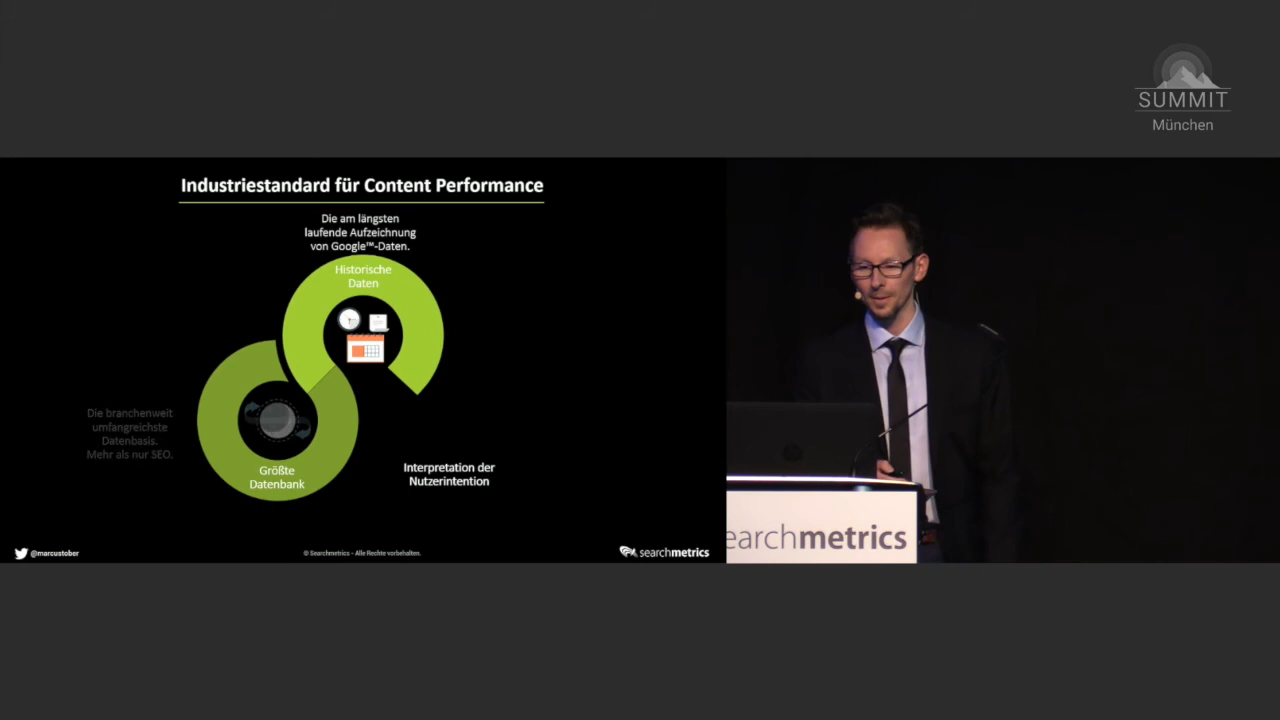 SUMMIT
München
Industriestandard für Content Performance
Die am längsten
laufende Aufzeichnung
von Google™-Daten.
Historische
Daten
Die branchenweit
umfangreichste
Datenbasis.
Mehr als nur SEO.
Größte
Datenbank
Interpretation der
Nutzerintention
@marcustober
© Searchmetrics - Alle Rechte vorbehalten.
searchmetrics
earchmetrics